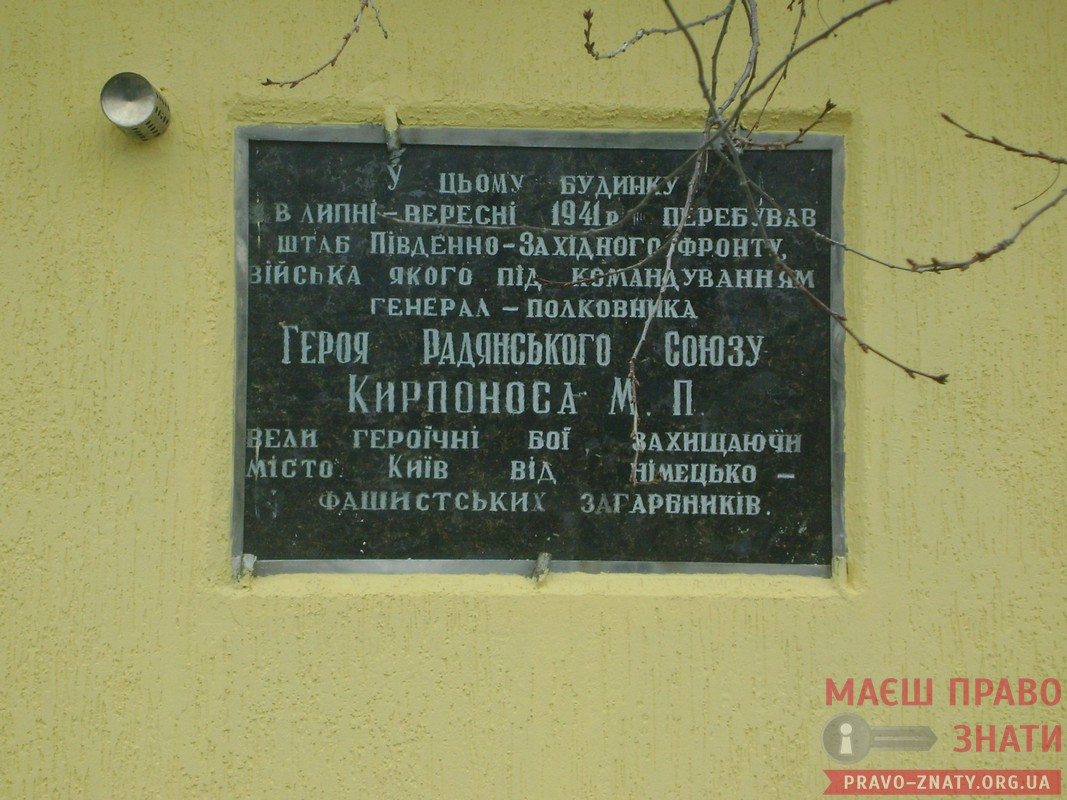 У ЦЬОМУ БУДИНКУ
В ЛИПНІ-ВЕРЕСНІ 1941 р. ПЕРЕБУВАВ
ШТАБ ПІВДЕННО-ЗАХІДНОГО ФРОНТУ,
ВІЙСЬКА ЯКОГО ПІД КОМАНДУВАННЯМ
ГЕНЕРАЛ – ПОЛКОВНИКА
ГЕРОЯ РАДЯНСЬКОГО СОЮЗУ
КИРПОНОСА М. П.
ВЕЛИ ГЕРОЇЧНІ БОЇ, ЗАХИЩАЮЧИ
МІСТО КИЇВ ВІД НІМЕЦЬКО –
ФАШИСТСЬКИХ ЗАГАРБНИКІВ.
МАЄШ ПРАВО
ЗНАТИ
PRAVO-ZNATY.ORG.UA